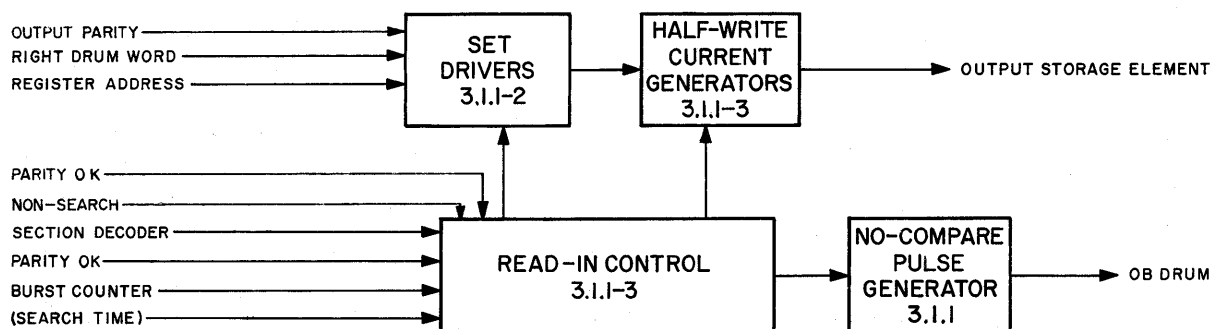 OUTPUT PARITY
RIGHT DRUM WORD
REGISTER ADDRESS
SET
DRIVERS
3.1.1-2
HALF-WRITE
CURRENT
GENERATORS
3.1.1-3
OUTPUT STORAGE ELEMENT
PARITY OK
NON-SEARCH
SECTION DECODER
PARITY OK
BURST COUNTER
(SEARCH TIME)
READ-IN CONTROL
3.1.1-3
NO-COMPARE
PULSE
GENERATOR
3.1.1
OB DRUM